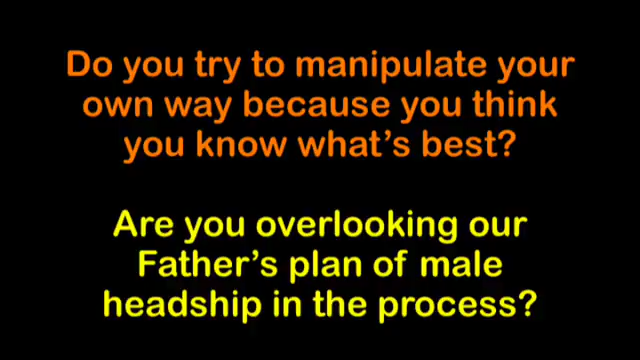 Do you try to manipulate your
own way because you think
you know what's best?
Are you overlooking our
Father's plan of male
headship in the process?